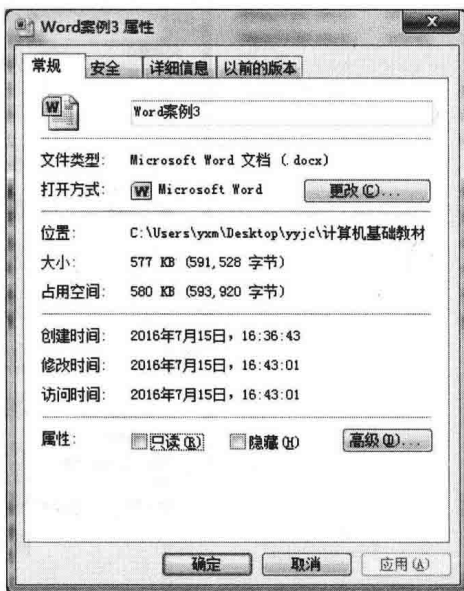 Word案例3 属性
常规 安全 详细信息 以前的版本
Word案例3
文件类型: Microsoft Word 文档 (.docx)
打开方式: Microsoft Word 更改(C)...
位置: C:\Users\yxm\Desktop\yyjc\计算机基础教材
大小: 577 KB (591,528 字节)
占用空间: 580 KB (593,920 字节)
创建时间: 2016年7月15日，16:36:43
修改时间: 2016年7月15日，16:43:01
访问时间: 2016年7月15日，16:43:01
属性: 只读(R) 隐藏(H) 高级(D)...
确定 取消 应用(A)